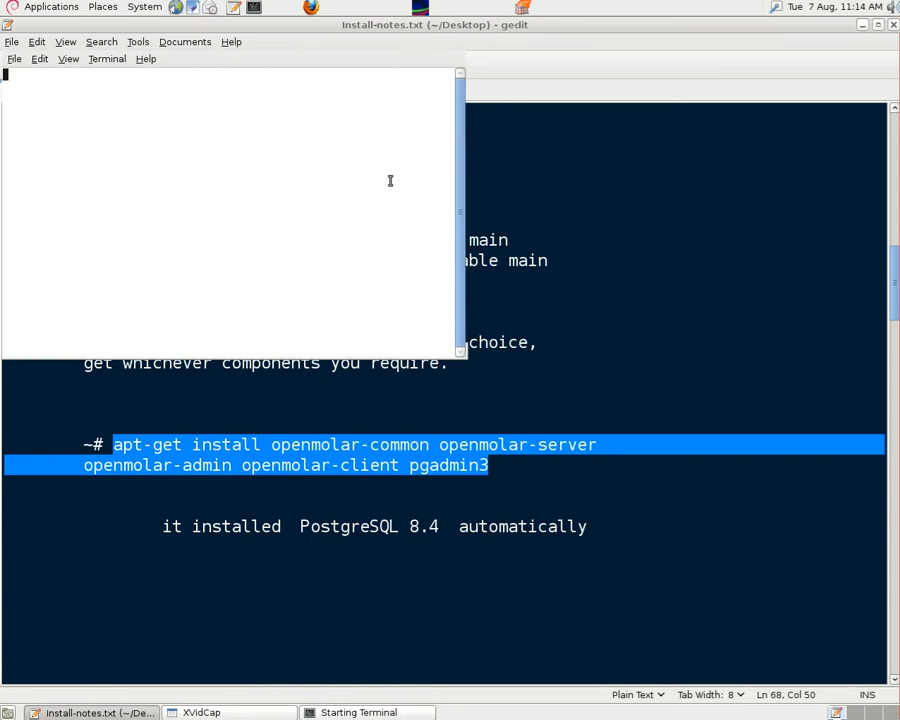 Applications Places System Tue 7 Aug, 11:14 AM
Install-notes.txt (~/Desktop) - gedit
File Edit View Search Tools Documents Help
File Edit View Terminal Help
main
able main
choice,
get whichever components you require.
~# apt-get install openmolar-common openmolar-server
openmolar-admin openmolar-client pgadmin3
it installed PostgreSQL 8.4 automatically
Plain Text Tab Width: 8 Ln 68, Col 50 INS
Install-notes.txt (~/De... XVidCap Starting Terminal